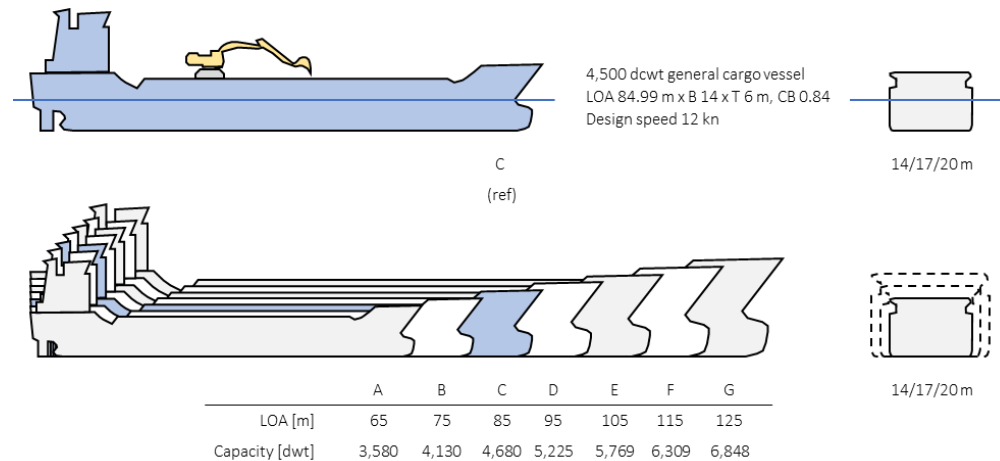 4,500 dcwt general cargo vessel
LOA 84.99 m x B 14 x T 6 m, CB 0.84
Design speed 12 kn
C
(ref)
14/17/20 m
14/17/20 m
A B C D E F G
LOA [m] 65 75 85 95 105 115 125
Capacity [dwt] 3,580 4,130 4,680 5,225 5,769 6,309 6,848